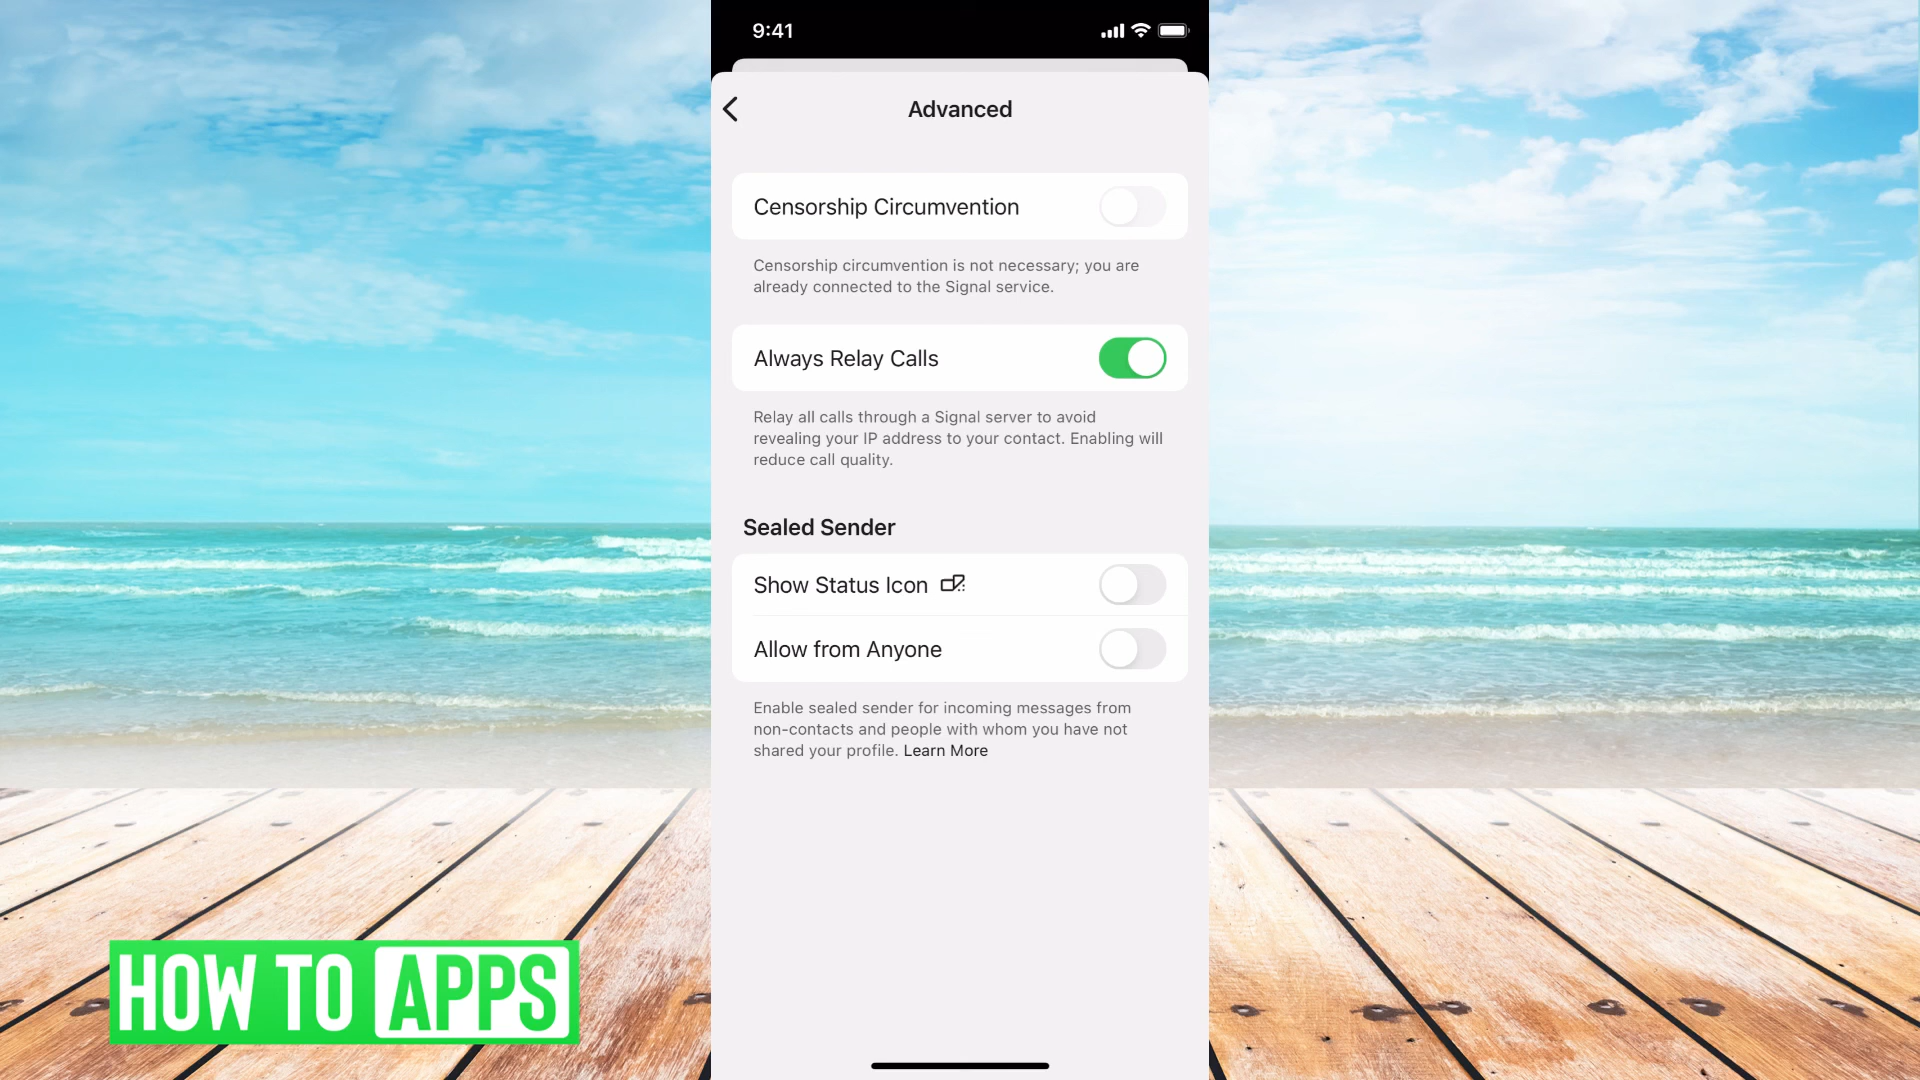 9:41
Advanced
Censorship Circumvention
Censorship circumvention is not necessary; you are
already connected to the Signal service.
Always Relay Calls
Relay all calls through a Signal server to avoid
revealing your IP address to your contact. Enabling will
reduce call quality.
Sealed Sender
Show Status Icon
Allow from Anyone
Enable sealed sender for incoming messages from
non-contacts and people with whom you have not
shared your profile. Learn More
HOW TO APPS